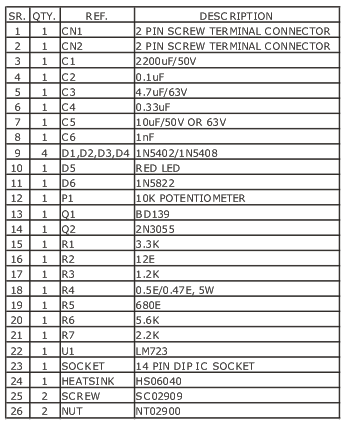 SR. QTY. REF. DESCRIPTION
1 1 CN1 2 PIN SCREW TERMINAL CONNECTOR
2 1 CN2 2 PIN SCREW TERMINAL CONNECTOR
3 1 C1 2200uF/50V
4 1 C2 0.1uF
5 1 C3 4.7uF/63V
6 1 C4 0.33uF
7 1 C5 10uF/50V OR 63V
8 1 C6 1nF
9 4 D1,D2,D3,D4 1N5402/1N5408
10 1 D5 RED LED
11 1 D6 1N5822
12 1 P1 10K POTENTIOMETER
13 1 Q1 BD139
14 1 Q2 2N3055
15 1 R1 3.3K
16 1 R2 12E
17 1 R3 1.2K
18 1 R4 0.5E/0.47E, 5W
19 1 R5 680E
20 1 R6 5.6K
21 1 R7 2.2K
22 1 U1 LM723
23 1 SOCKET 14 PIN DIP IC SOCKET
24 1 HEATSINK HS06040
25 2 SCREW SC02909
26 2 NUT NT02900